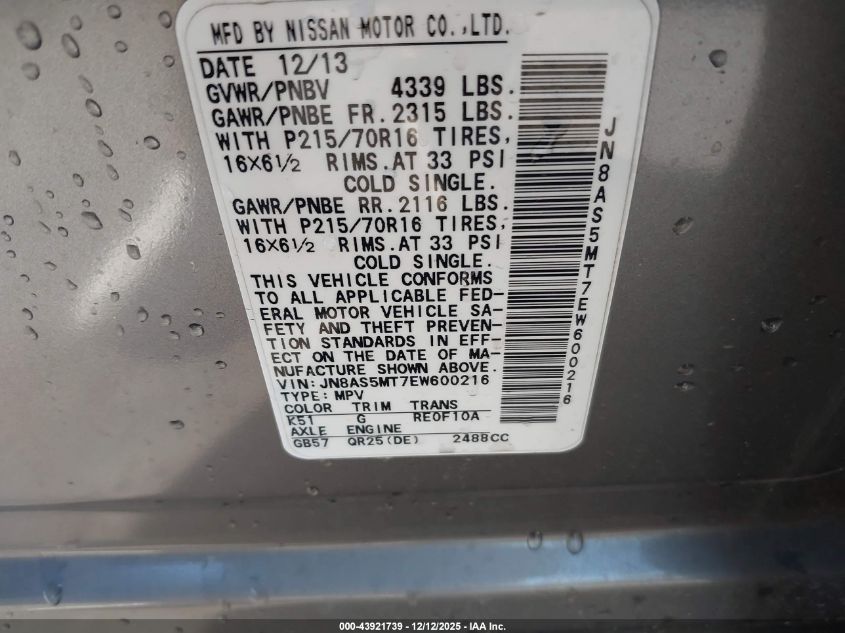 MFD BY NISSAN MOTOR CO.,LTD.
DATE 12/13
GVWR/PNBV 4339 LBS.
GAWR/PNBE FR.2315 LBS.
WITH P215/70R16 TIRES,
16×6½ RIMS.AT 33 PSI
COLD SINGLE.
GAWR/PNBE RR.2116 LBS.
WITH P215/70R16 TIRES,
16×6½ RIMS.AT 33 PSI
COLD SINGLE.
THIS VEHICLE CONFORMS
TO ALL APPLICABLE FED-
ERAL MOTOR VEHICLE SA-
FETY AND THEFT PREVEN-
TION STANDARDS IN EFF-
ECT ON THE DATE OF MA-
NUFACTURE SHOWN ABOVE.
VIN:JN8AS5MT7EW600216
TYPE:MPV
COLOR TRIM TRANS
K51 G RE0F10A
AXLE ENGINE
GB57 QR25(DE) 2488CC
JN8AS5MT7EW600216
000-43921739 - 12/12/2025 - IAA Inc.